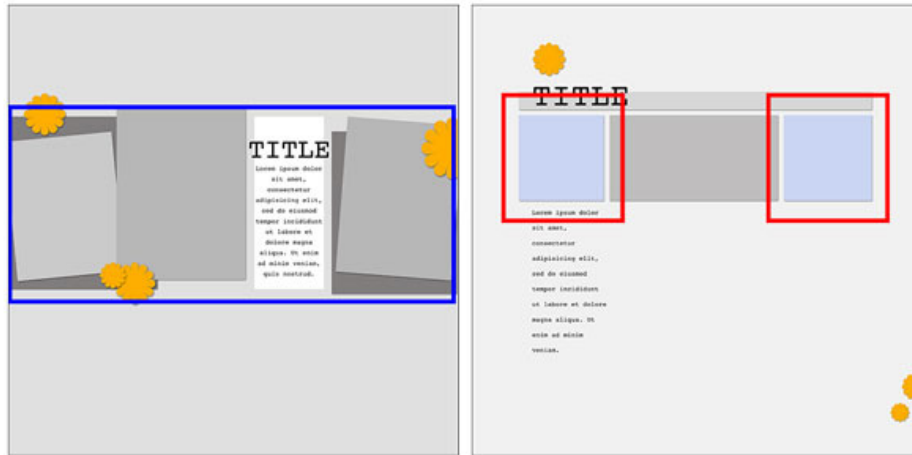 TITLE
Lorem ipsum dolor
sit amet,
consectetur
adipisicing elit,
sed do eiusmod
tempor incididunt
ut labore et
dolore magna
aliqua. Ut enim
ad minim veniam,
quis nostrud.
TITLE
Lorem ipsum dolor
sit amet,
consectetur
adipisicing elit,
sed do eiusmod
tempor incididunt
ut labore et dolore
magna aliqua. Ut
enim ad minim
veniam.